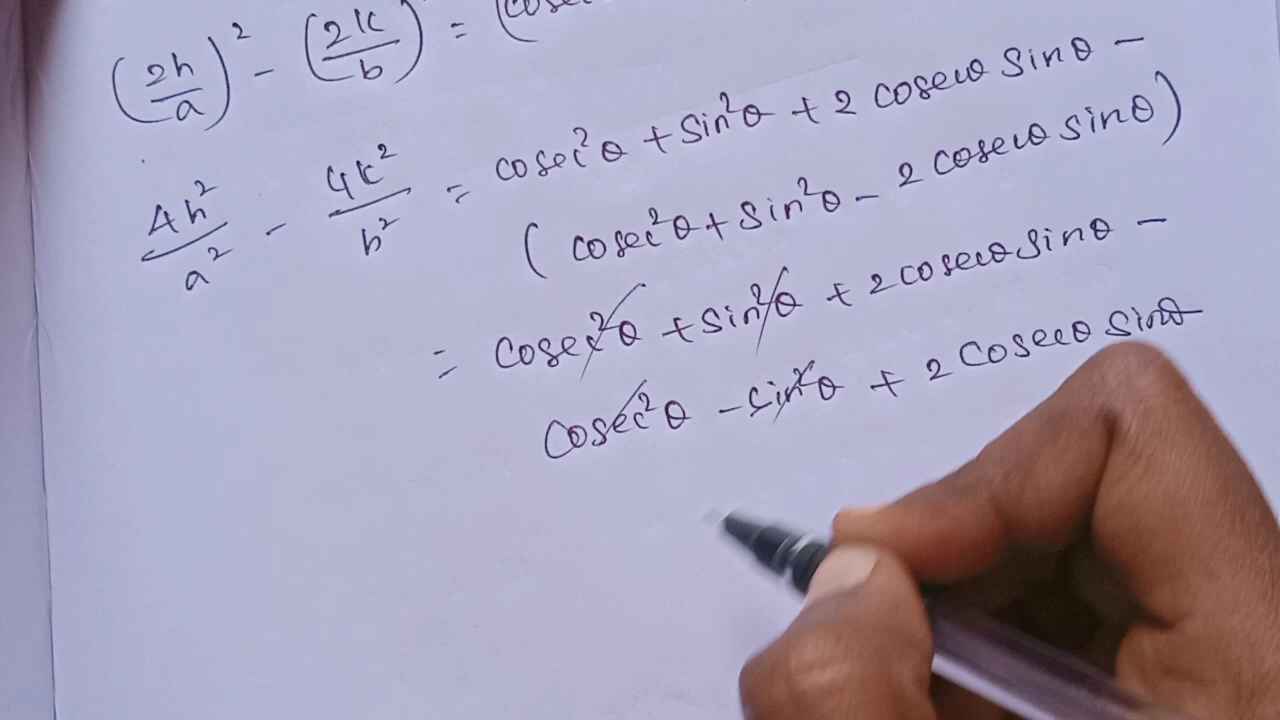 (2h/a)² - (2k/b) = (cosec
4h²/a² - 4k²/b² = cosec²θ + sin²θ + 2 cosecθ sinθ -
(cosec²θ + sin²θ - 2 cosecθ sinθ)
= cosec²θ + sin²θ + 2 cosecθ sinθ -
cosec²θ - sin²θ + 2 cosecθ sinθ